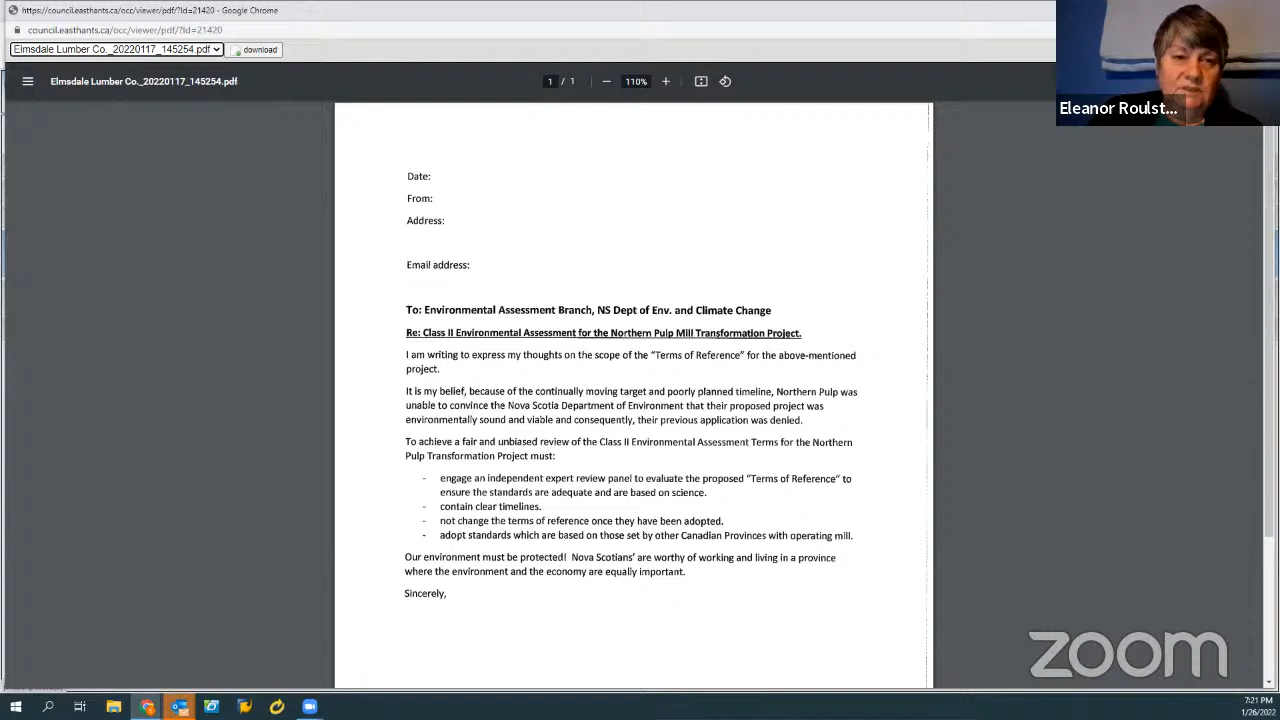 https://council.easthants.ca/occ/viewer/pdf/?Id=21420 - Google Chrome
council.easthants.ca/occ/viewer/pdf/?Id=21420
Elmsdale Lumber Co._20220117_145254.pdf download
Elmsdale Lumber Co._20220117_145254.pdf 1 / 1 110%
Eleanor Roulst...
Date:
From:
Address:
Email address:
To: Environmental Assessment Branch, NS Dept of Env. and Climate Change
Re: Class II Environmental Assessment for the Northern Pulp Mill Transformation Project.
I am writing to express my thoughts on the scope of the “Terms of Reference” for the above-mentioned
project.
It is my belief, because of the continually moving target and poorly planned timeline, Northern Pulp was
unable to convince the Nova Scotia Department of Environment that their proposed project was
environmentally sound and viable and consequently, their previous application was denied.
To achieve a fair and unbiased review of the Class II Environmental Assessment Terms for the Northern
Pulp Transformation Project must:
- engage an independent expert review panel to evaluate the proposed “Terms of Reference” to
ensure the standards are adequate and are based on science.
- contain clear timelines.
- not change the terms of reference once they have been adopted.
- adopt standards which are based on those set by other Canadian Provinces with operating mill.
Our environment must be protected! Nova Scotians’ are worthy of working and living in a province
where the environment and the economy are equally important.
Sincerely,
zoom
7:21 PM
1/26/2022